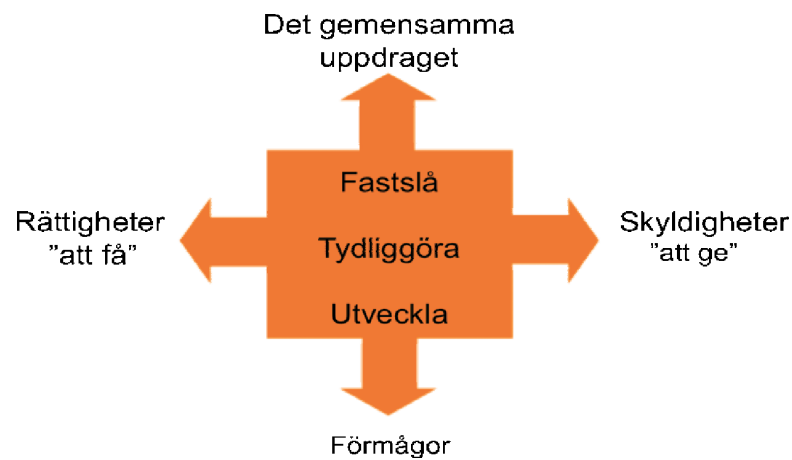 Det gemensamma
uppdraget
Fastslå
Rättigheter
"att få"
Tydliggöra
Skyldigheter
"att ge"
Utveckla
Förmågor